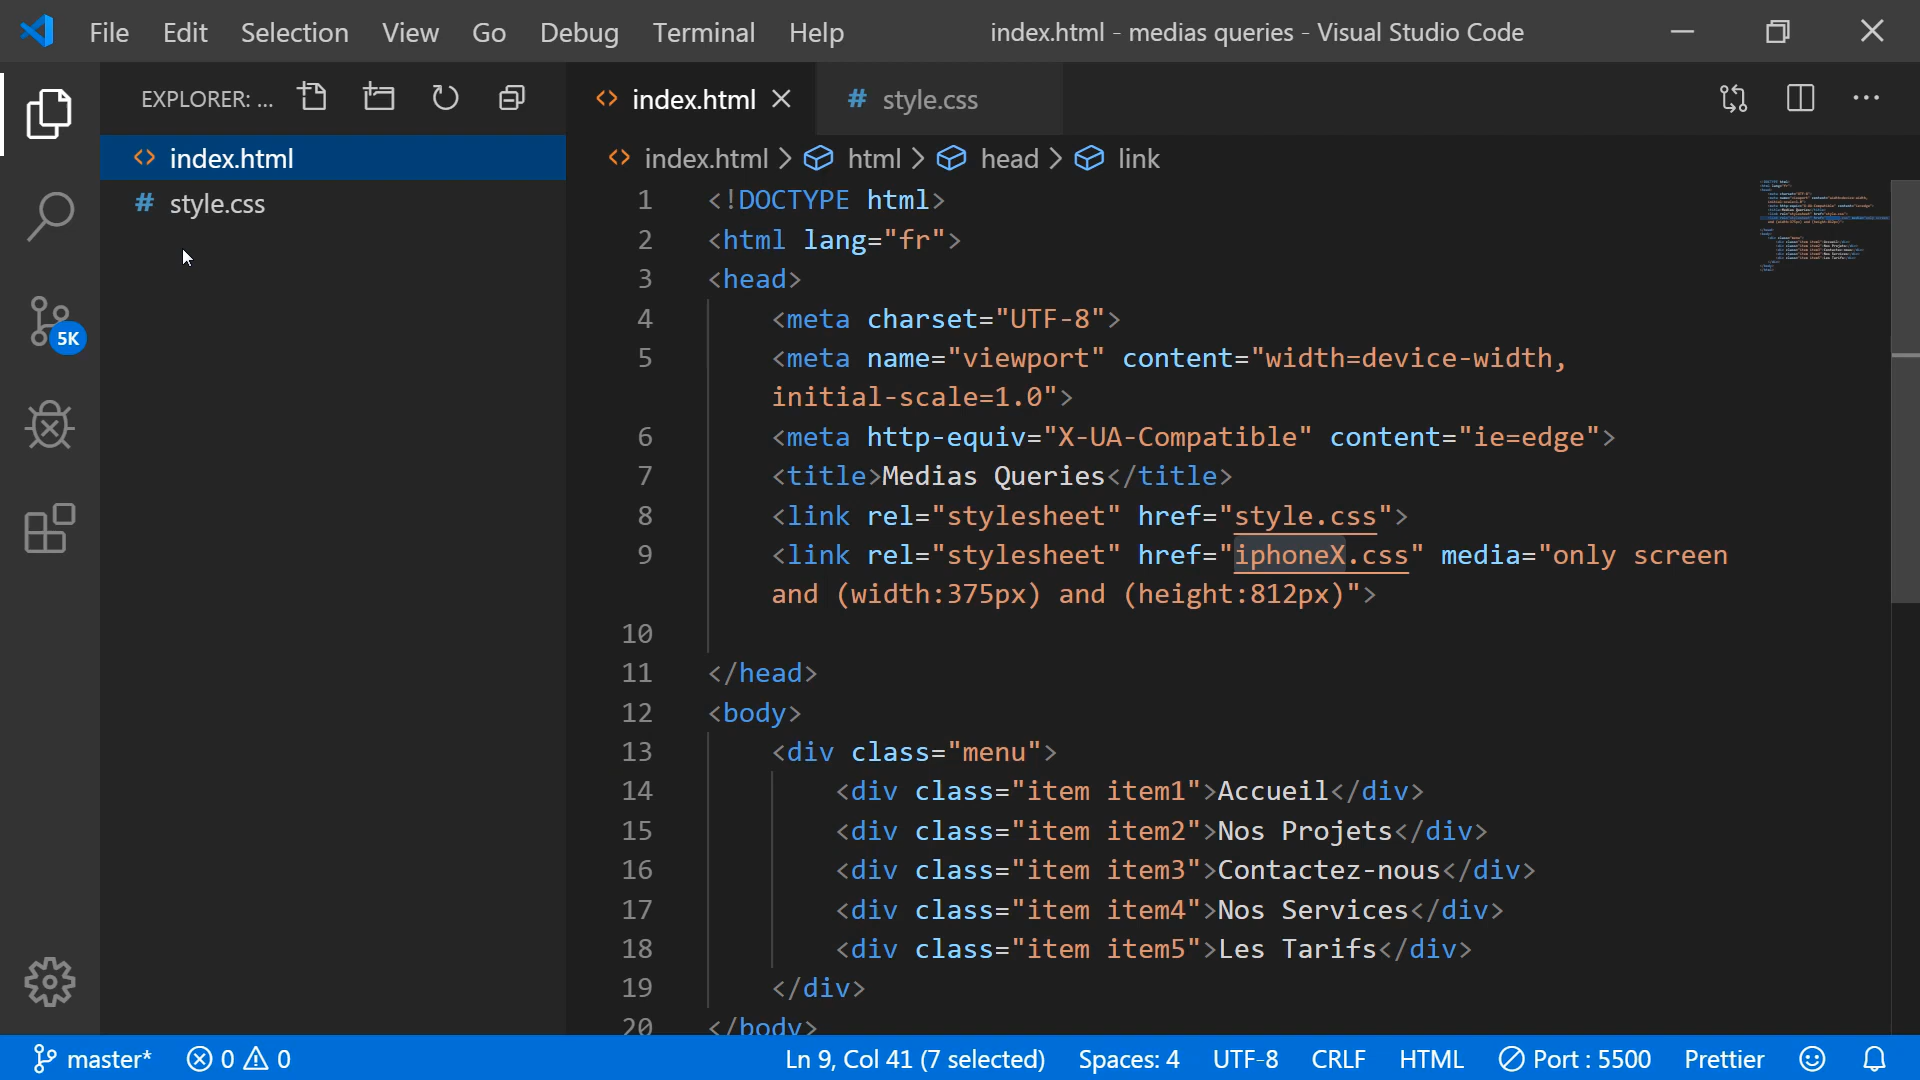 File Edit Selection View Go Debug Terminal Help index.html - medias queries - Visual Studio Code
EXPLORER: ...
index.html
style.css
5K
index.html style.css
index.html > html > head > link
1 <!DOCTYPE html>
2 <html lang="fr">
3 <head>
4 <meta charset="UTF-8">
5 <meta name="viewport" content="width=device-width,
initial-scale=1.0">
6 <meta http-equiv="X-UA-Compatible" content="ie=edge">
7 <title>Medias Queries</title>
8 <link rel="stylesheet" href="style.css">
9 <link rel="stylesheet" href="iphoneX.css" media="only screen
and (width:375px) and (height:812px)">
10
11 </head>
12 <body>
13 <div class="menu">
14 <div class="item item1">Accueil</div>
15 <div class="item item2">Nos Projets</div>
16 <div class="item item3">Contactez-nous</div>
17 <div class="item item4">Nos Services</div>
18 <div class="item item5">Les Tarifs</div>
19 </div>
20 </body>
master* 0 0 Ln 9, Col 41 (7 selected) Spaces: 4 UTF-8 CRLF HTML Port : 5500 Prettier